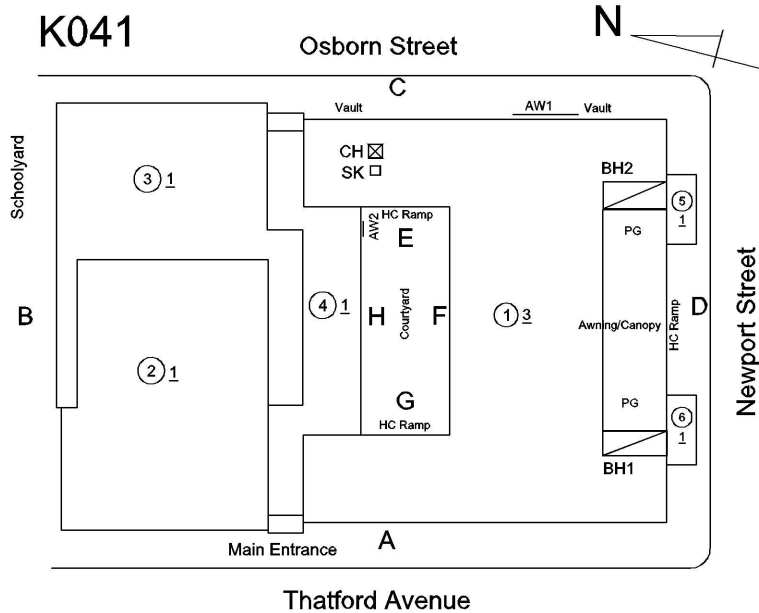 K041
Osborn Street
N
C
Vault
AW1
Vault
Schoolyard
3 1
CH
SK
BH2
5
1
HC Ramp
AW2
E
PG
B
4 1
H
Courtyard
F
1 3
Awning/Canopy
HC Ramp
D
Newport Street
2 1
G
HC Ramp
PG
6
1
BH1
Main Entrance
A
Thatford Avenue